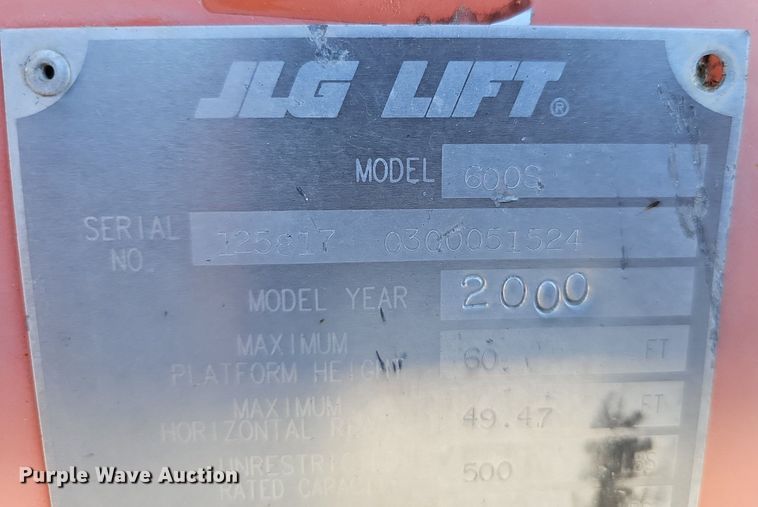 JLG LIFT®
MODEL 600S
SERIAL NO. 125817 0300051524
MODEL YEAR 2000
MAXIMUM
PLATFORM HEIGHT 60. FT
MAXIMUM
HORIZONTAL 49.47 FT
500 LBS
RATED
Purple Wave Auction